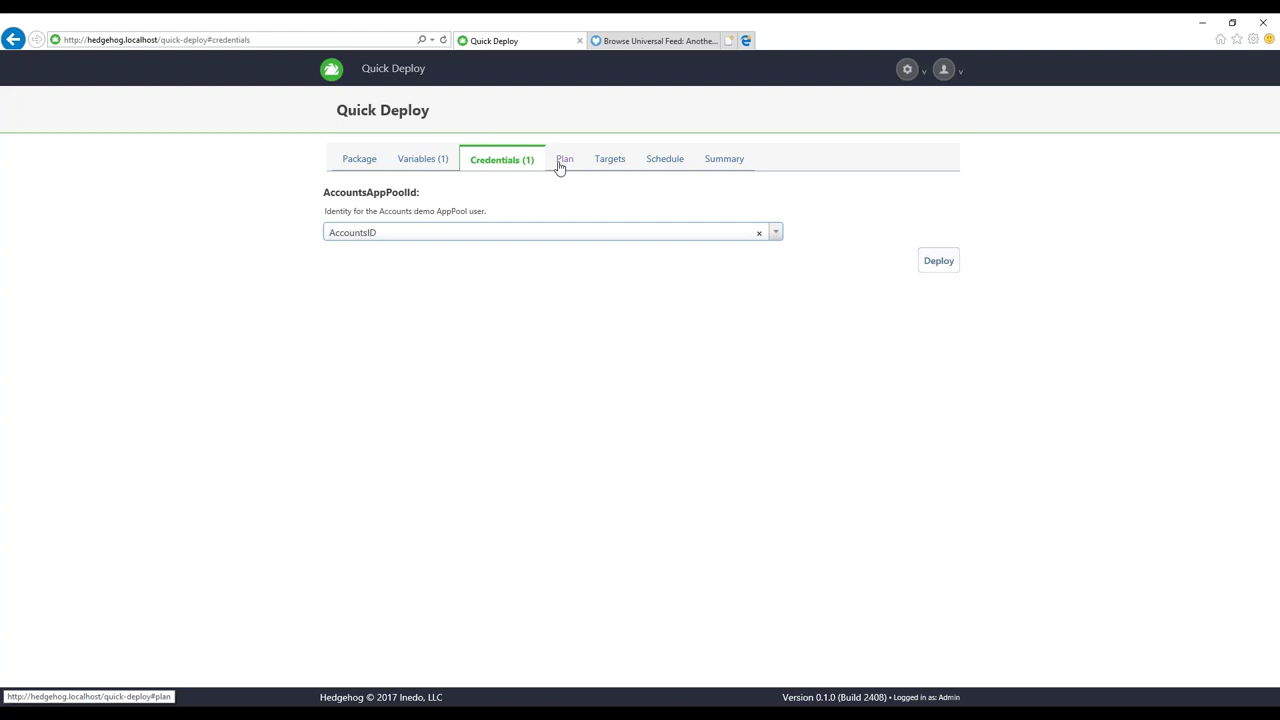 http://hedgehog.localhost/quick-deploy#credentials
Quick Deploy
Browse Universal Feed: Anothe...
Quick Deploy
Quick Deploy
Package
Variables (1)
Credentials (1)
Plan
Targets
Schedule
Summary
AccountsAppPoolId:
Identity for the Accounts demo AppPool user.
AccountsID
Deploy
http://hedgehog.localhost/quick-deploy#plan
Hedgehog © 2017 Inedo, LLC
Version 0.1.0 (Build 2408) • Logged in as: Admin